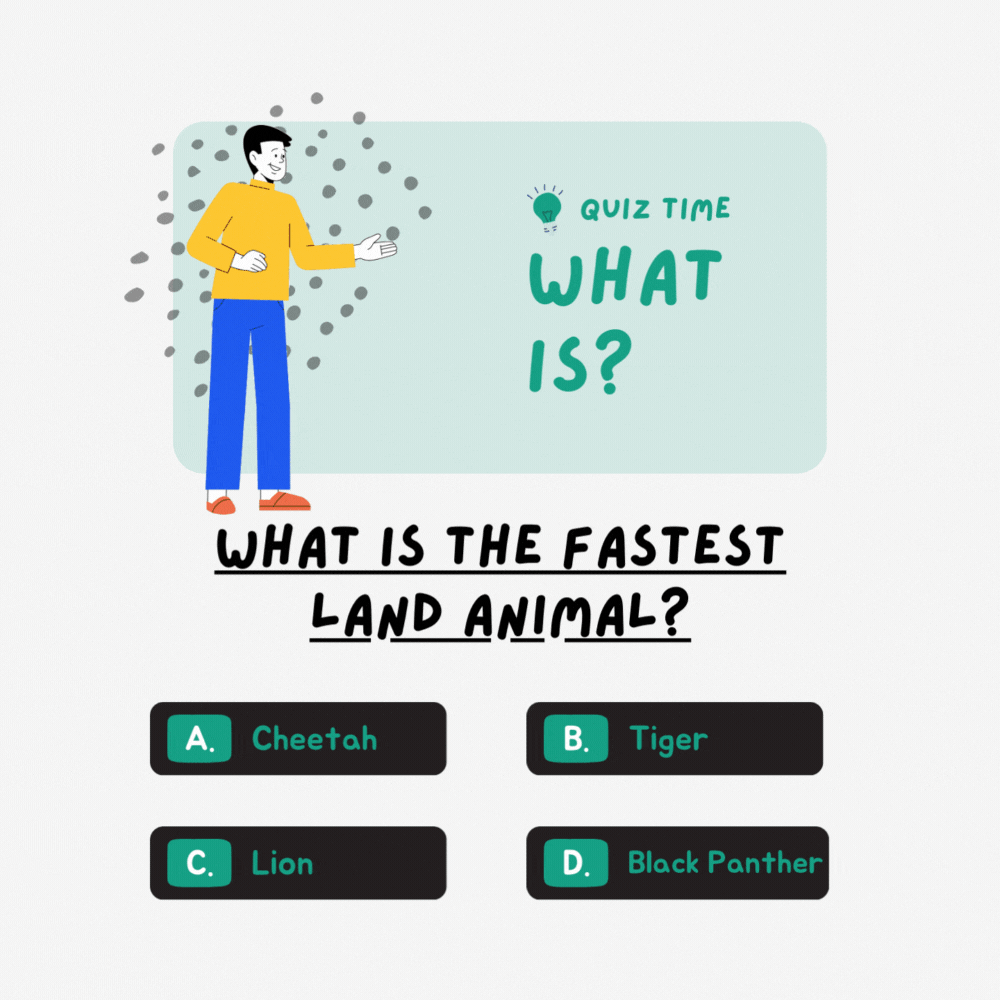 QUIZ TIME
WHAT
IS?
WHAT IS THE FASTEST
LAND ANIMAL?
A. Cheetah
B. Tiger
C. Lion
D. Black Panther